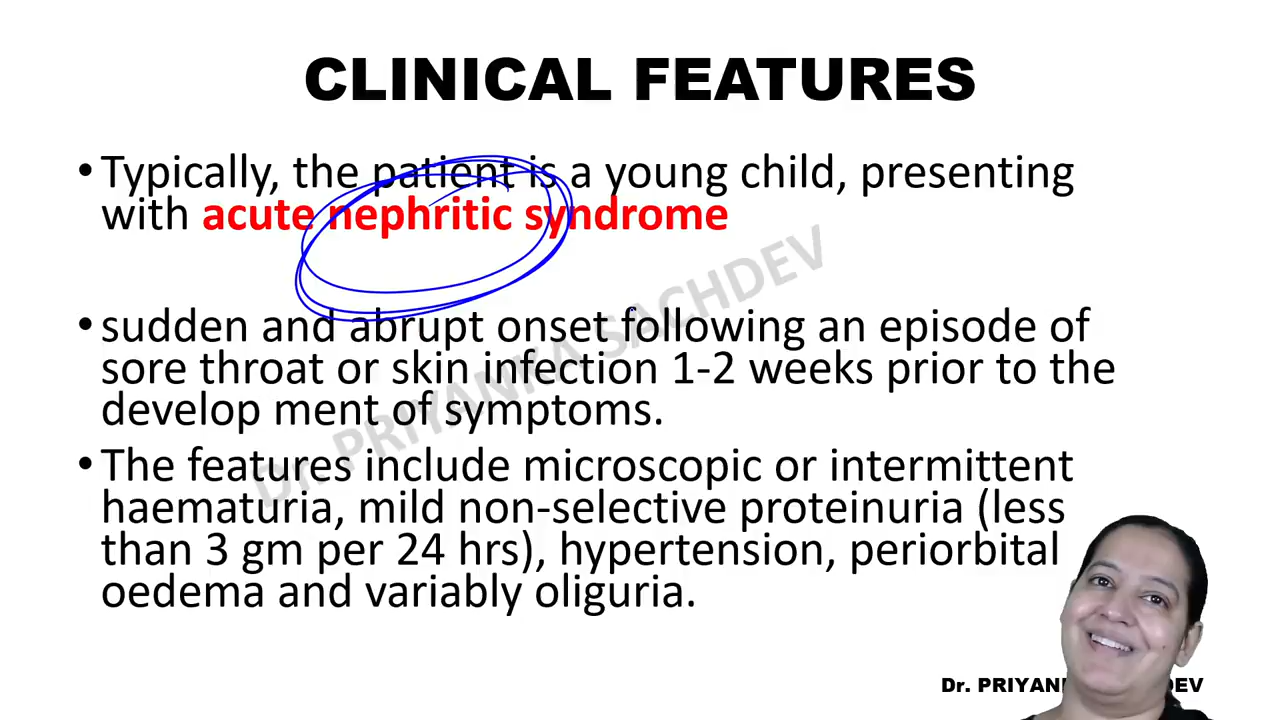 CLINICAL FEATURES
• Typically, the patient is a young child, presenting
with acute nephritic syndrome
• sudden and abrupt onset following an episode of
sore throat or skin infection 1-2 weeks prior to the
develop ment of symptoms.
• The features include microscopic or intermittent
haematuria, mild non-selective proteinuria (less
than 3 gm per 24 hrs), hypertension, periorbital
oedema and variably oliguria.
Dr. PRIYANKA SACHDEV
Dr.